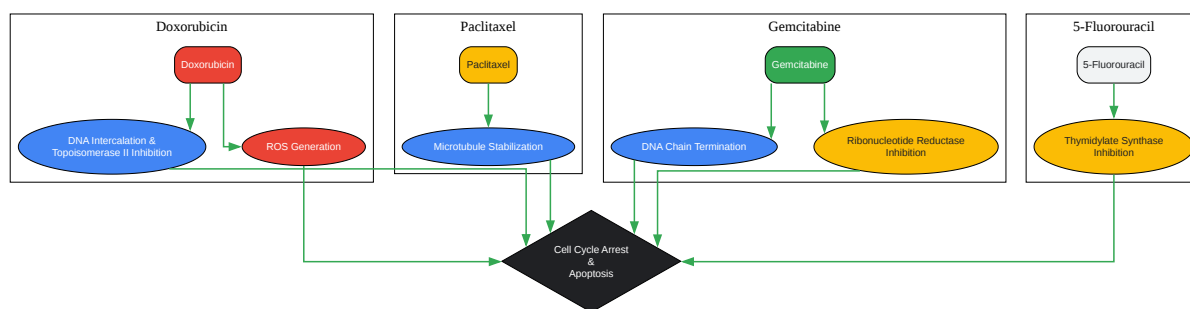 Doxorubicin
Paclitaxel
Gemcitabine
5-Fluorouracil
Doxorubicin
Paclitaxel
Gemcitabine
5-Fluorouracil
DNA Intercalation &
Topoisomerase II Inhibition
ROS Generation
Microtubule Stabilization
DNA Chain Termination
Ribonucleotide Reductase
Inhibition
Thymidylate Synthase
Inhibition
Cell Cycle Arrest
&
Apoptosis